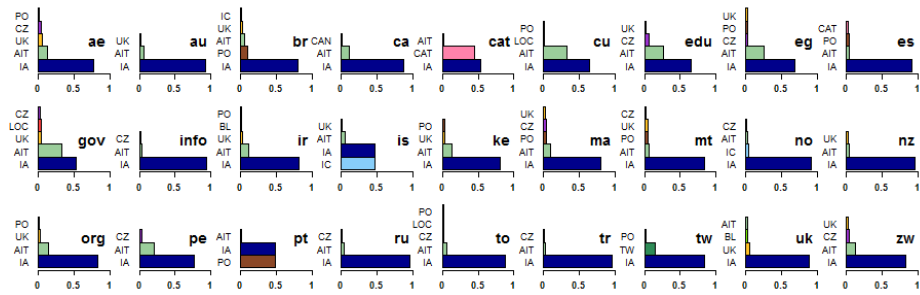 PO
CZ
UK
AIT
IA
ae
0 0.5 1
UK
AIT
IA
au
0 0.5 1
IC
UK
AIT
PO
IA
br
0 0.5 1
CAN
AIT
IA
ca
0 0.5 1
AIT
CAT
IA
cat
0 0.5 1
PO
LOC
AIT
IA
cu
0 0.5 1
UK
CZ
AIT
IA
edu
0 0.5 1
UK
PO
CZ
AIT
IA
eg
0 0.5 1
CAT
PO
AIT
IA
es
0 0.5 1
CZ
LOC
UK
AIT
IA
gov
0 0.5 1
CZ
AIT
IA
info
0 0.5 1
PO
BL
UK
AIT
IA
ir
0 0.5 1
UK
AIT
IA
IC
is
0 0.5 1
PO
UK
AIT
IA
ke
0 0.5 1
UK
CZ
PO
AIT
IA
ma
0 0.5 1
CZ
UK
PO
AIT
IA
mt
0 0.5 1
CZ
AIT
IC
IA
no
0 0.5 1
UK
AIT
IA
nz
0 0.5 1
PO
UK
AIT
IA
org
0 0.5 1
CZ
AIT
IA
pe
0 0.5 1
AIT
IA
PO
pt
0 0.5 1
CZ
AIT
IA
ru
0 0.5 1
PO
LOC
CZ
AIT
IA
to
0 0.5 1
CZ
AIT
IA
tr
0 0.5 1
PO
TW
IA
tw
0 0.5 1
AIT
BL
UK
IA
uk
0 0.5 1
UK
CZ
AIT
IA
zw
0 0.5 1